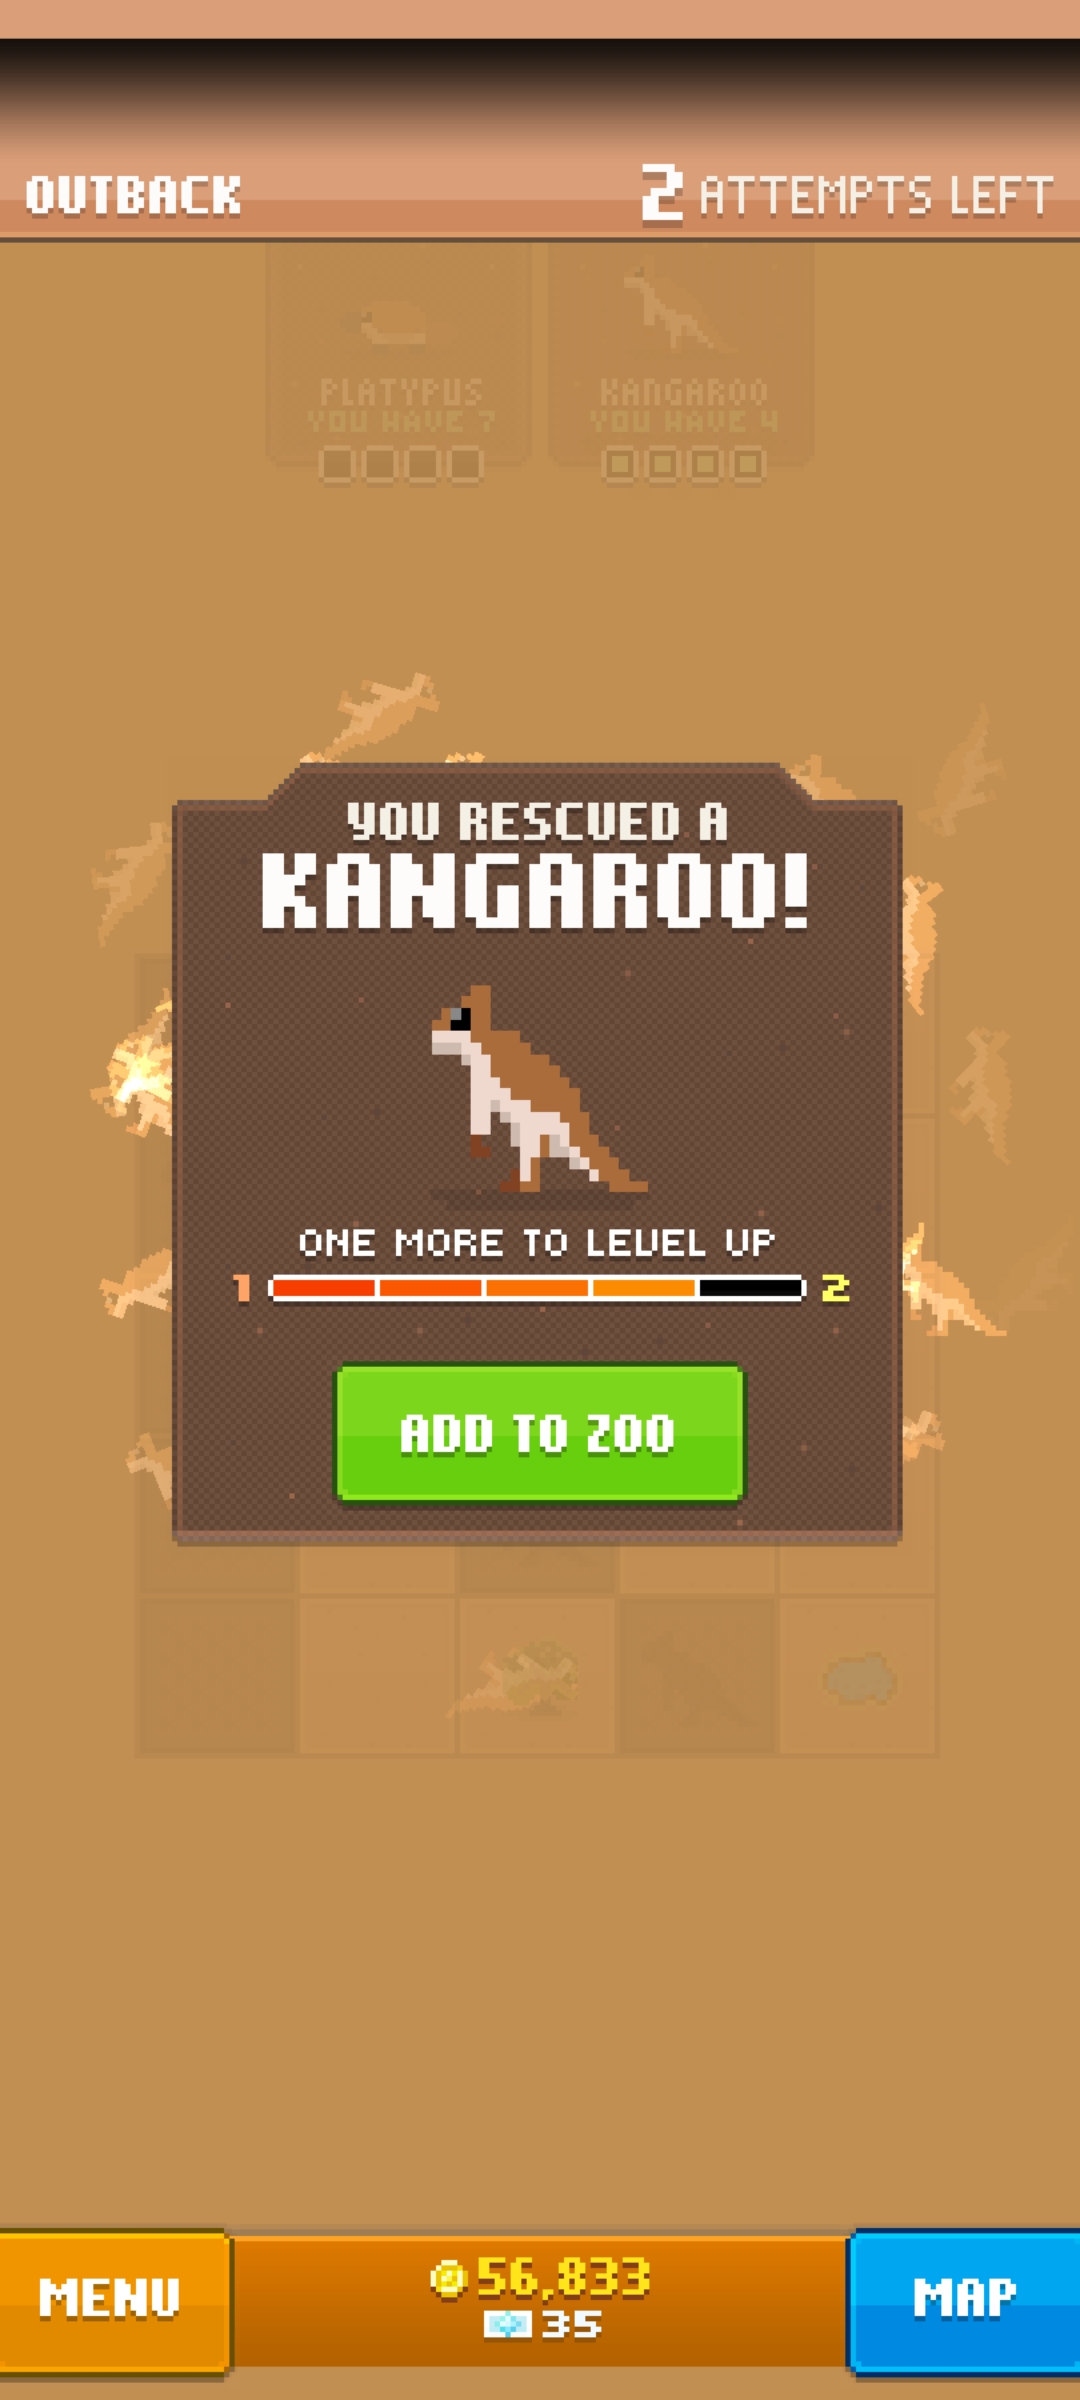 OUTBACK
2 ATTEMPTS LEFT
PLATYPUS
YOU HAVE 7
KANGAROO
YOU HAVE 4
YOU RESCUED A
KANGAROO!
ONE MORE TO LEVEL UP
1 2
ADD TO ZOO
MENU
56,833
35
MAP